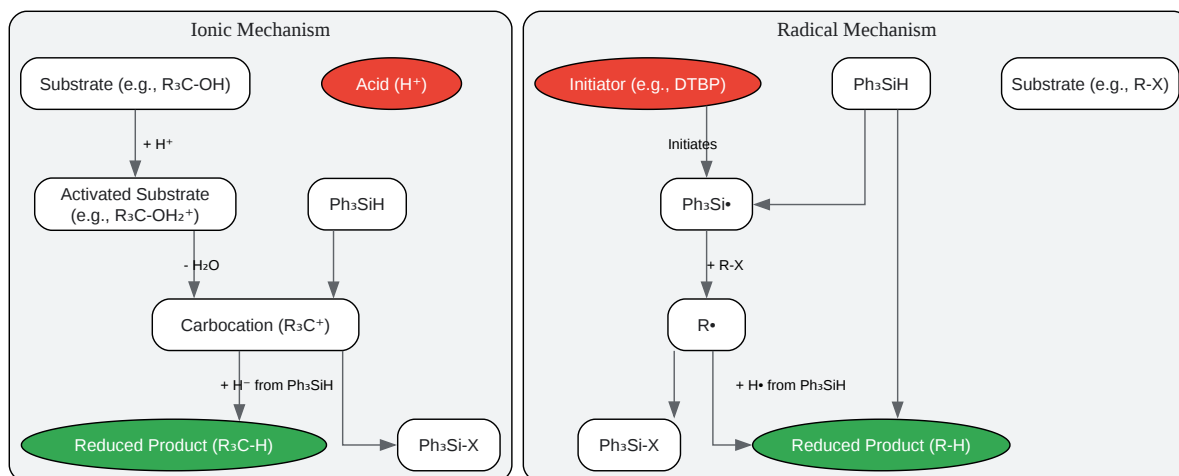 Ionic Mechanism
Substrate (e.g., R₃C-OH)
Acid (H⁺)
+ H⁺
Activated Substrate
(e.g., R₃C-OH₂⁺)
Ph₃SiH
- H₂O
Carbocation (R₃C⁺)
+ H⁻ from Ph₃SiH
Reduced Product (R₃C-H)
Ph₃Si-X
Radical Mechanism
Initiator (e.g., DTBP)
Ph₃SiH
Substrate (e.g., R-X)
Initiates
Ph₃Si•
+ R-X
R•
+ H• from Ph₃SiH
Ph₃Si-X
Reduced Product (R-H)